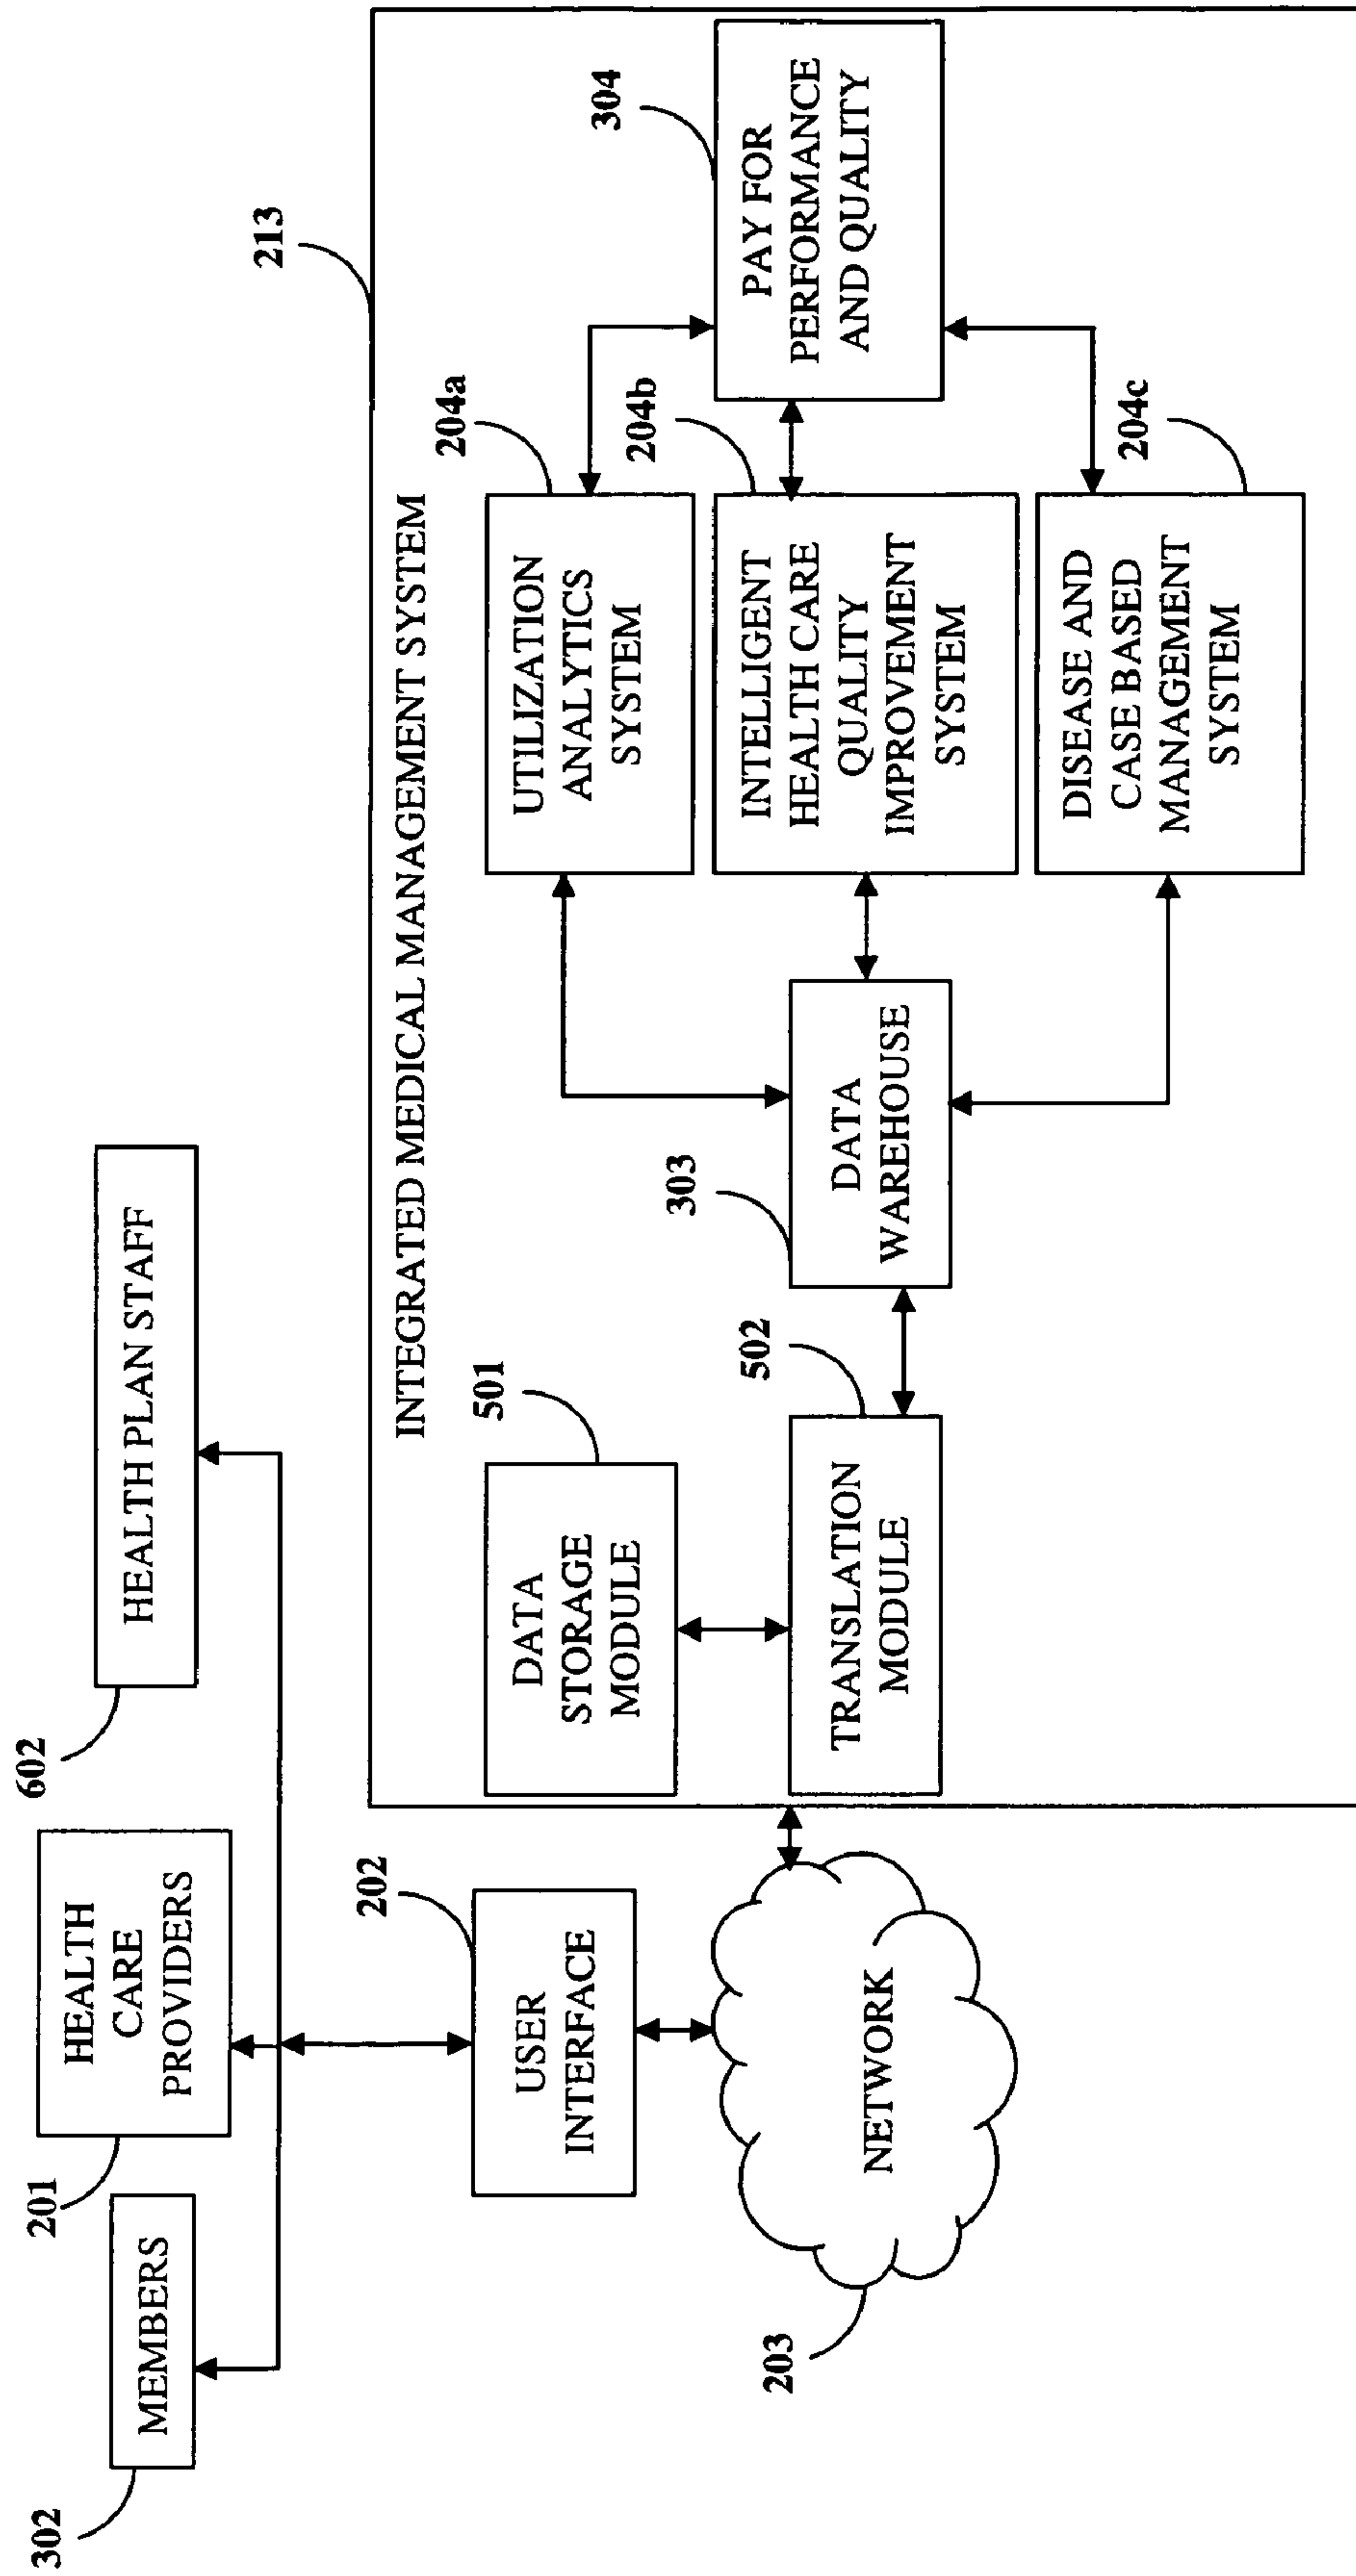 302
MEMBERS
201
HEALTH
CARE
PROVIDERS
602
HEALTH PLAN STAFF
202
USER
INTERFACE
203
NETWORK
213
INTEGRATED MEDICAL MANAGEMENT SYSTEM
501
DATA
STORAGE
MODULE
502
TRANSLATION
MODULE
303
DATA
WAREHOUSE
204a
UTILIZATION
ANALYTICS
SYSTEM
204b
INTELLIGENT
HEALTH CARE
QUALITY
IMPROVEMENT
SYSTEM
204c
DISEASE AND
CASE BASED
MANAGEMENT
SYSTEM
304
PAY FOR
PERFORMANCE
AND QUALITY